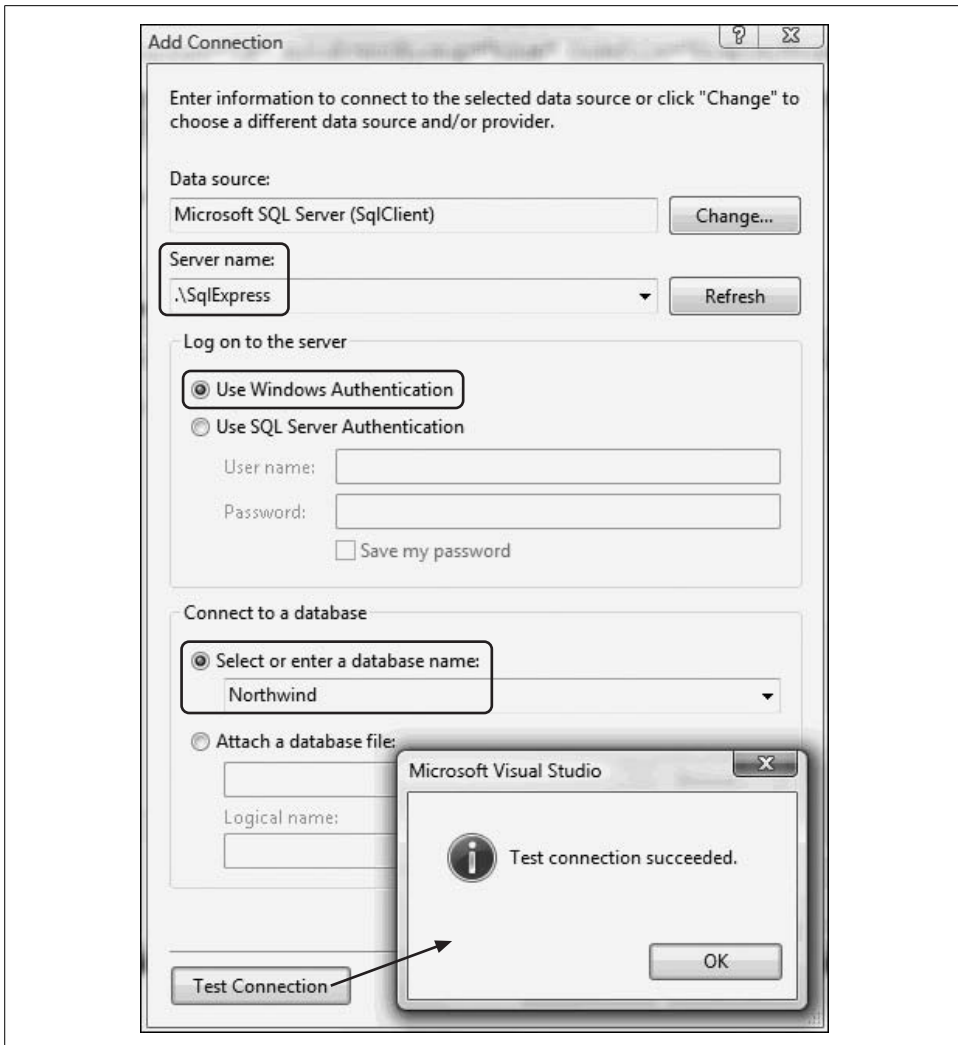 Add Connection
Enter information to connect to the selected data source or click "Change" to
choose a different data source and/or provider.
Data source:
Microsoft SQL Server (SqlClient)
Change...
Server name:
.\SqlExpress
Refresh
Log on to the server
Use Windows Authentication
Use SQL Server Authentication
User name:
Password:
Save my password
Connect to a database
Select or enter a database name:
Northwind
Attach a database file:
Logical name:
Microsoft Visual Studio
Test connection succeeded.
OK
Test Connection